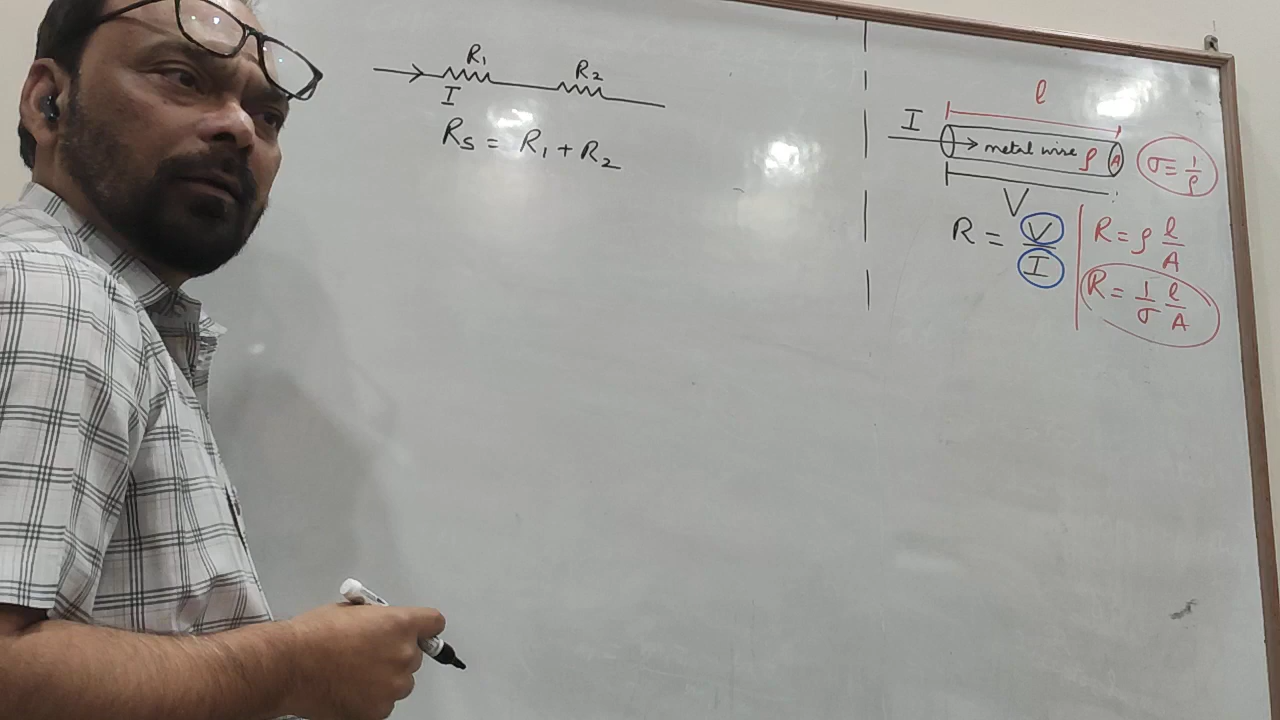 R₁ R₂
I
Rs = R₁ + R₂
l
I
metal wire ρ A
σ = 1/ρ
V
R = V/I
R = ρ l/A
R = 1/σ l/A